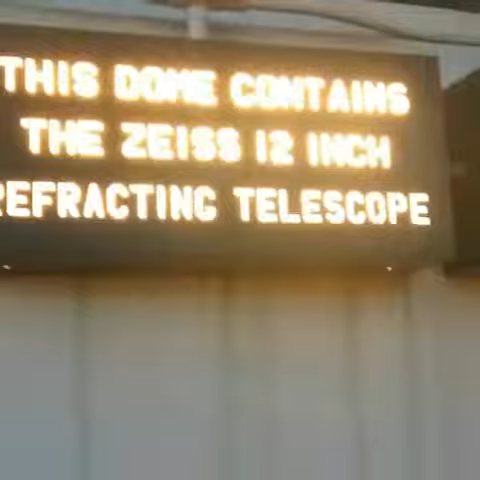 THIS DOME CONTAINS
THE ZEISS 12 INCH
REFRACTING TELESCOPE